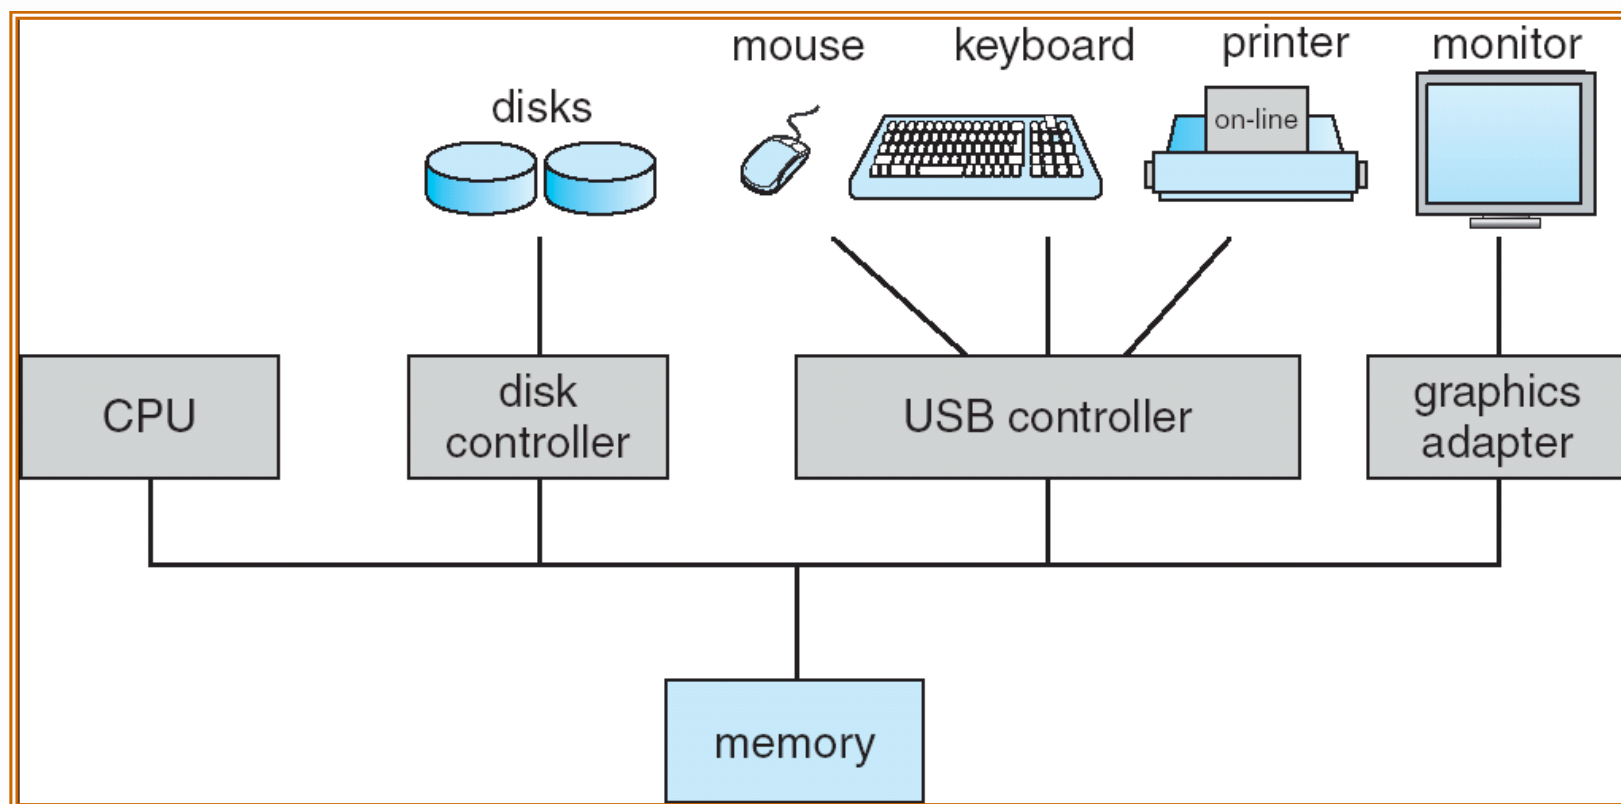 mouse
keyboard
printer
monitor
disks
on-line
CPU
disk
controller
USB controller
graphics
adapter
memory